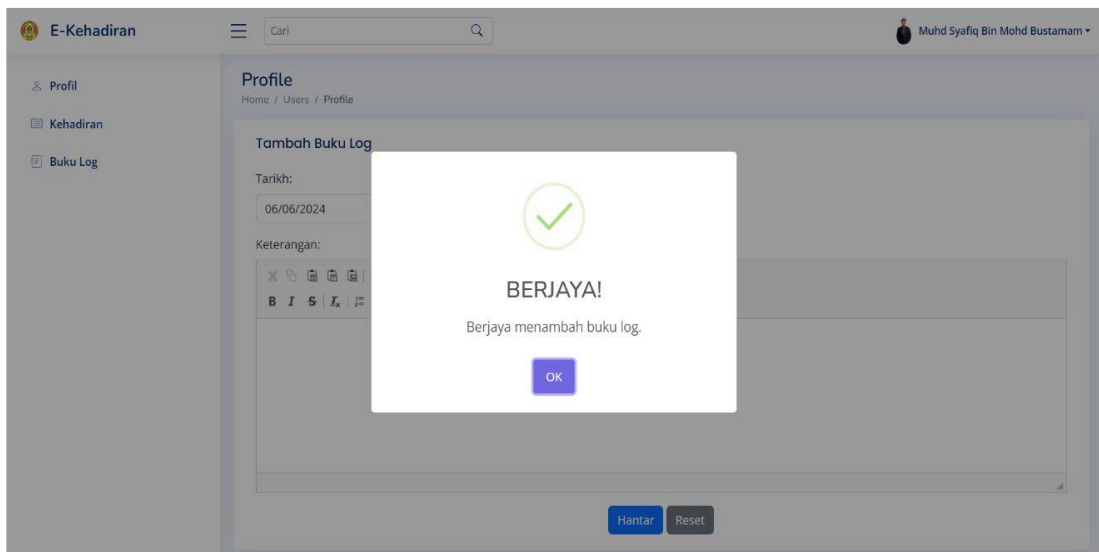 E-Kehadiran
Cari
Muhd Syafiq Bin Mohd Bustamam
Profil
Kehadiran
Buku Log
Profile
Home / Users / Profile
Tambah Buku Log
Tarikh:
06/06/2024
Keterangan:
B I S Ix
BERJAYA!
Berjaya menambah buku log.
OK
Hantar Reset